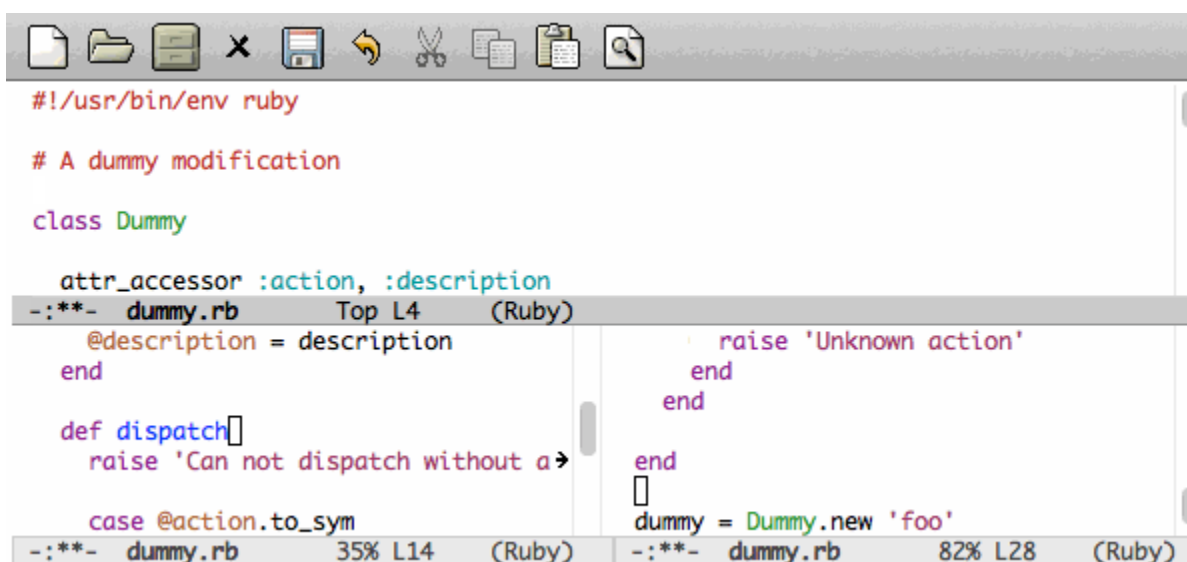 #!/usr/bin/env ruby
# A dummy modification
class Dummy
attr_accessor :action, :description
-:**- dummy.rb Top L4 (Ruby)
@description = description
end
def dispatch
raise 'Can not dispatch without a
case @action.to_sym
-:**- dummy.rb 35% L14 (Ruby)
raise 'Unknown action'
end
end
end
dummy = Dummy.new 'foo'
-:**- dummy.rb 82% L28 (Ruby)